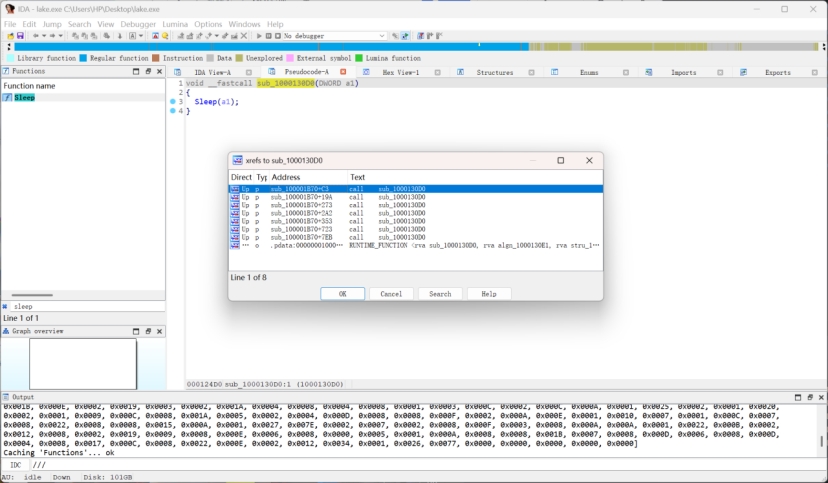 IDA - lake.exe C:\Users\HP\Desktop\lake.exe
File Edit Jump Search View Debugger Lumina Options Windows Help
No debugger
Library function Regular function Instruction Data Unexplored External symbol Lumina function
Functions
IDA View-A Pseudocode-A Hex View-1 Structures Enums Imports Exports
Function name
Sleep
1 void __fastcall sub_1000130D0(DWORD a1)
2 {
3 Sleep(a1);
4 }
xrefs to sub_1000130D0
Direct Typ Address Text
Up p sub_100001B70+C3 call sub_1000130D0
Up p sub_100001B70+19A call sub_1000130D0
Up p sub_100001B70+273 call sub_1000130D0
Up p sub_100001B70+2A2 call sub_1000130D0
Up p sub_100001B70+353 call sub_1000130D0
Up p sub_100001B70+723 call sub_1000130D0
Up p sub_100001B70+7EB call sub_1000130D0
... o .pdata:00000001000... RUNTIME_FUNCTION <rva sub_1000130D0, rva algn_1000130E1, rva stru_1...
Line 1 of 8
OK Cancel Search Help
sleep
Line 1 of 1
Graph overview
000124D0 sub_1000130D0:1 (1000130D0)
Output
0x001B, 0x000E, 0x0002, 0x0019, 0x0003, 0x0002, 0x001A, 0x0004, 0x0008, 0x0004, 0x000D, 0x0008, 0x0001, 0x0003, 0x000C, 0x0002, 0x000C, 0x000A, 0x0001, 0x0025, 0x0002, 0x0001, 0x0020,
0x0002, 0x0001, 0x0009, 0x000C, 0x0008, 0x001A, 0x0005, 0x0002, 0x0004, 0x000D, 0x0008, 0x000F, 0x0002, 0x000A, 0x000E, 0x0001, 0x0010, 0x0007, 0x0001, 0x000C, 0x0007,
0x0008, 0x0022, 0x0008, 0x0008, 0x0015, 0x000A, 0x0001, 0x0027, 0x007E, 0x0002, 0x0007, 0x0008, 0x000F, 0x0003, 0x0008, 0x000A, 0x000A, 0x0001, 0x0022, 0x000B, 0x0002,
0x0012, 0x0008, 0x0002, 0x0019, 0x0009, 0x0008, 0x000E, 0x0006, 0x0008, 0x0005, 0x0001, 0x000A, 0x0008, 0x0008, 0x001B, 0x0007, 0x0008, 0x000D, 0x0006, 0x0008, 0x000D,
0x0004, 0x0008, 0x0017, 0x000C, 0x0008, 0x0022, 0x000E, 0x0002, 0x0012, 0x0034, 0x0001, 0x0026, 0x0077, 0x0000, 0x0000, 0x0000, 0x0000, 0x0000]
Caching 'Functions'... ok
IDC ///
AU: idle Down Disk: 101GB